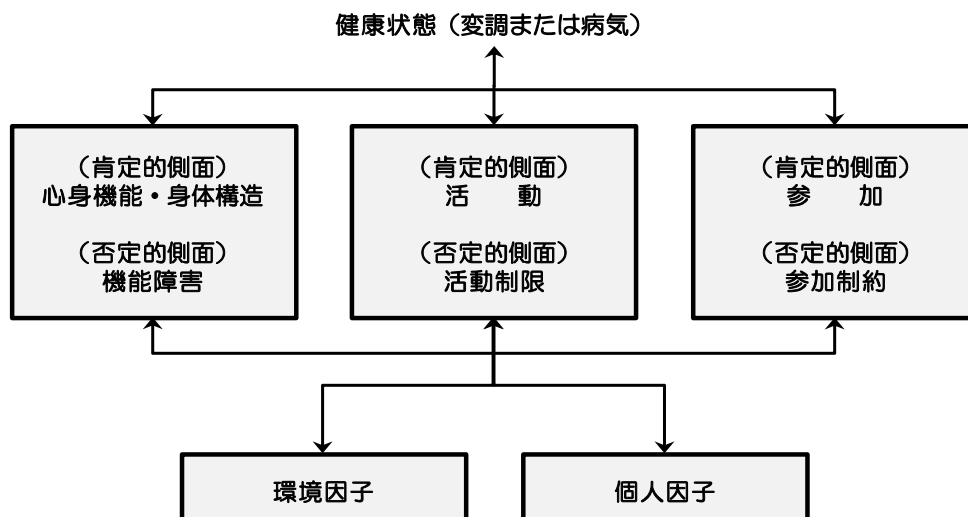 健康状態（変調または病気）
（肯定的側面）
心身機能・身体構造
（否定的側面）
機能障害
（肯定的側面）
活　　動
（否定的側面）
活動制限
（肯定的側面）
参　　加
（否定的側面）
参加制約
環境因子
個人因子